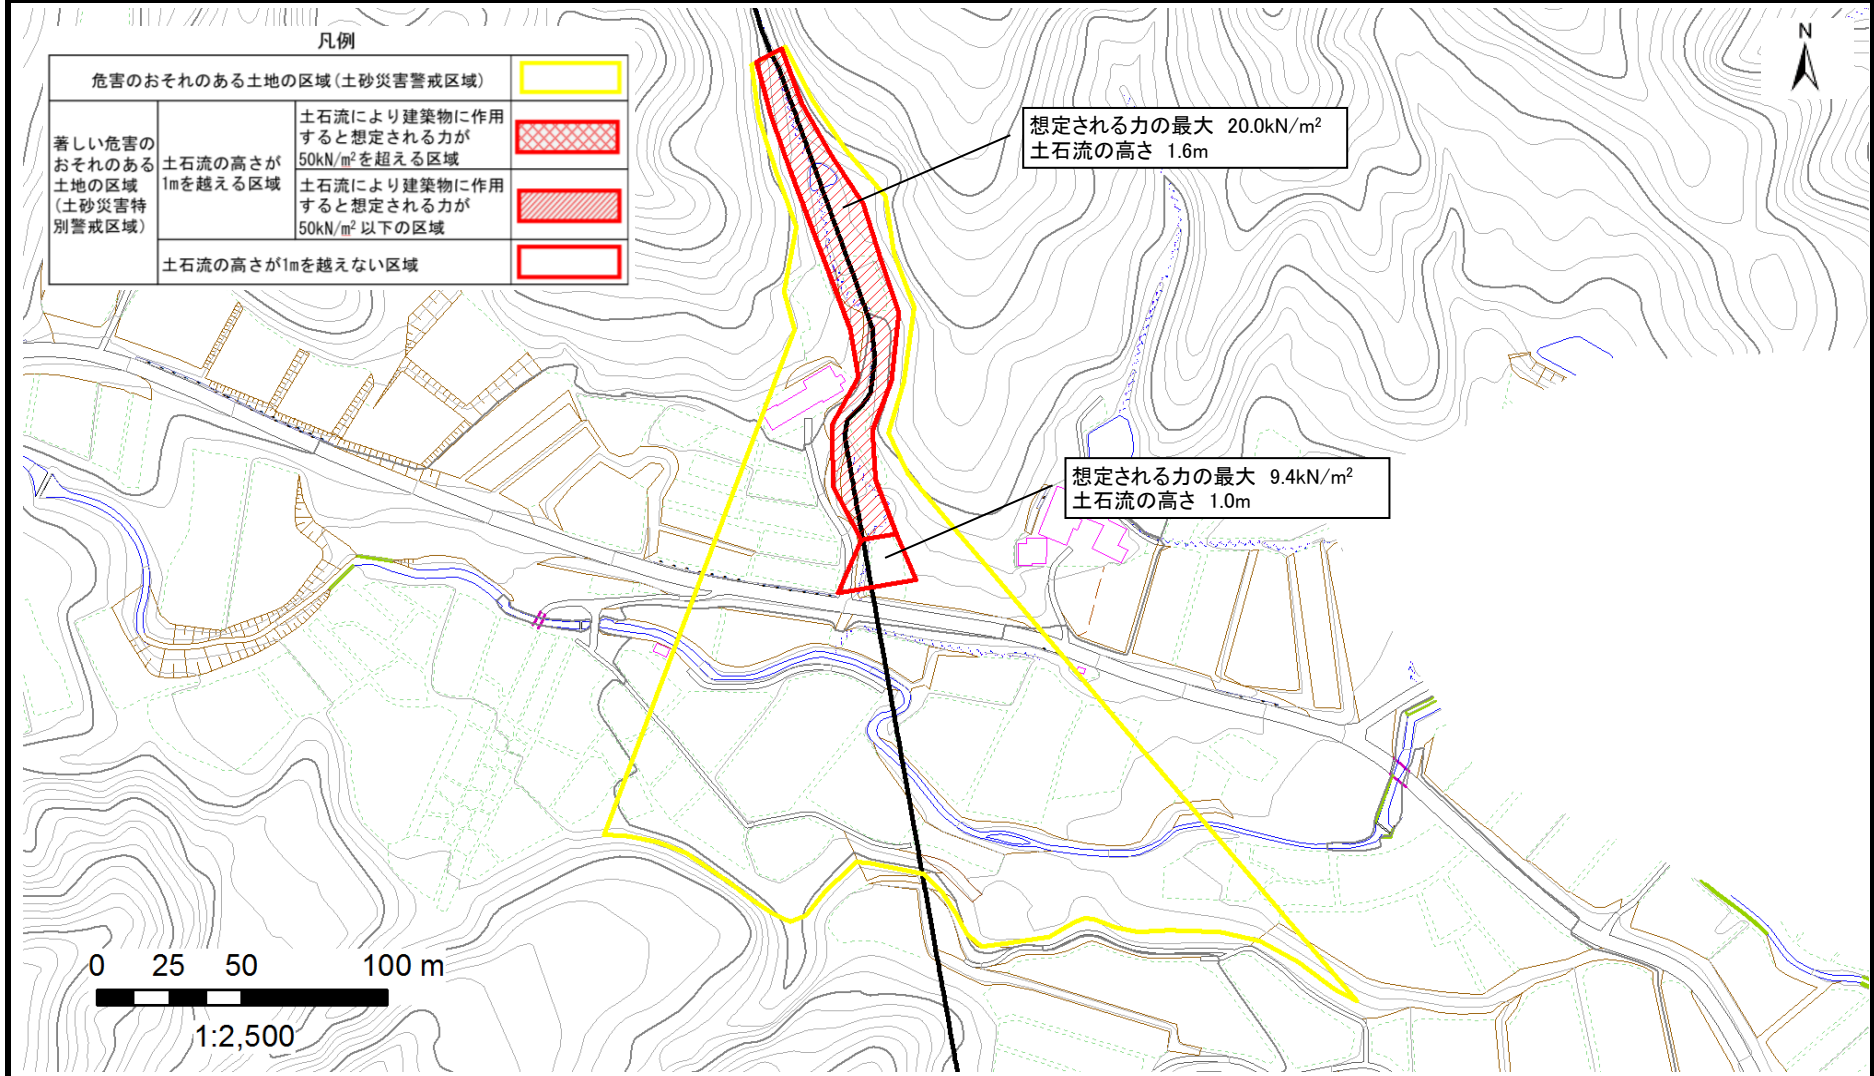 凡例
危害のおそれのある土地の区域(土砂災害警戒区域)
著しい危害の
おそれのある
土地の区域
(土砂災害特
別警戒区域)
土石流の高さが
1mを越える区域
土石流により建築物に作用
すると想定される力が
50kN/㎡を超える区域
土石流により建築物に作用
すると想定される力が
50kN/㎡以下の区域
土石流の高さが1mを越えない区域
N
想定される力の最大 20.0kN/m²
土石流の高さ 1.6m
想定される力の最大 9.4kN/m²
土石流の高さ 1.0m
0 25 50 100 m
1:2,500